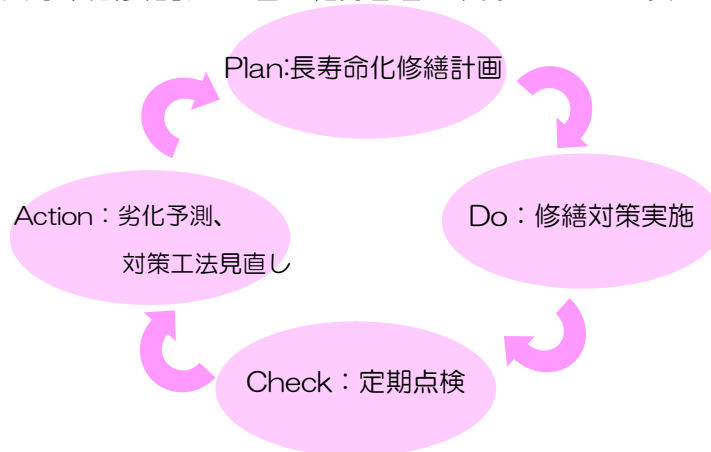 Plan:長寿命化修繕計画
Do：修繕対策実施
Check：定期点検
Action：劣化予測、
対策工法見直し